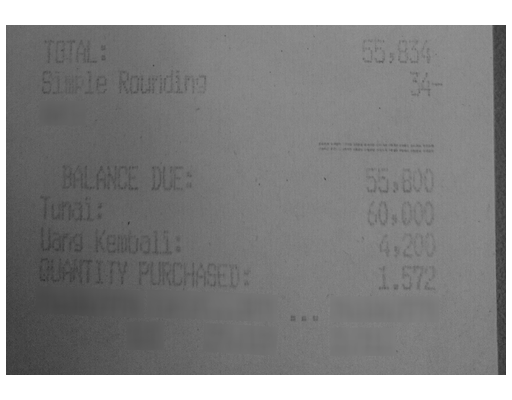 TOTAL: 55,834
Simple Rounding 34-
BALANCE DUE: 55,800
Tunai: 60,000
Uang Kembali: 4,200
QUANTITY PURCHASED: 1.572